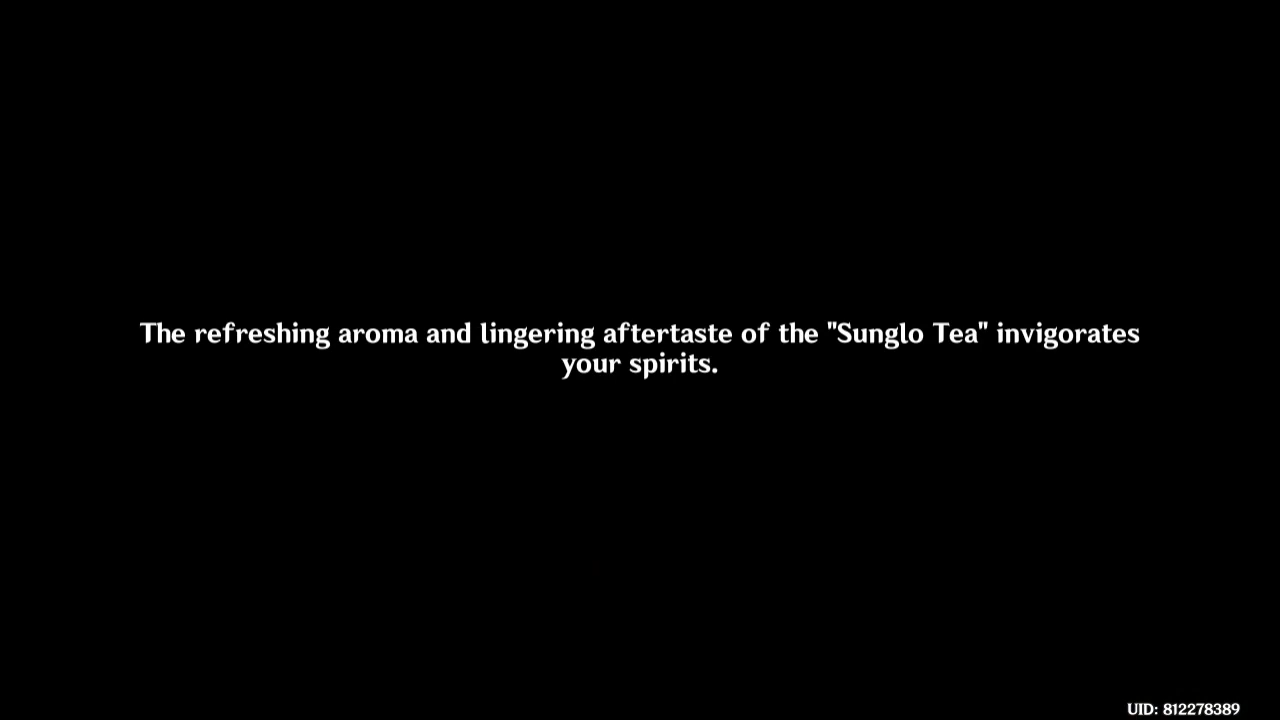 The refreshing aroma and lingering aftertaste of the "Sunglo Tea" invigorates
your spirits.
UID: 812278389